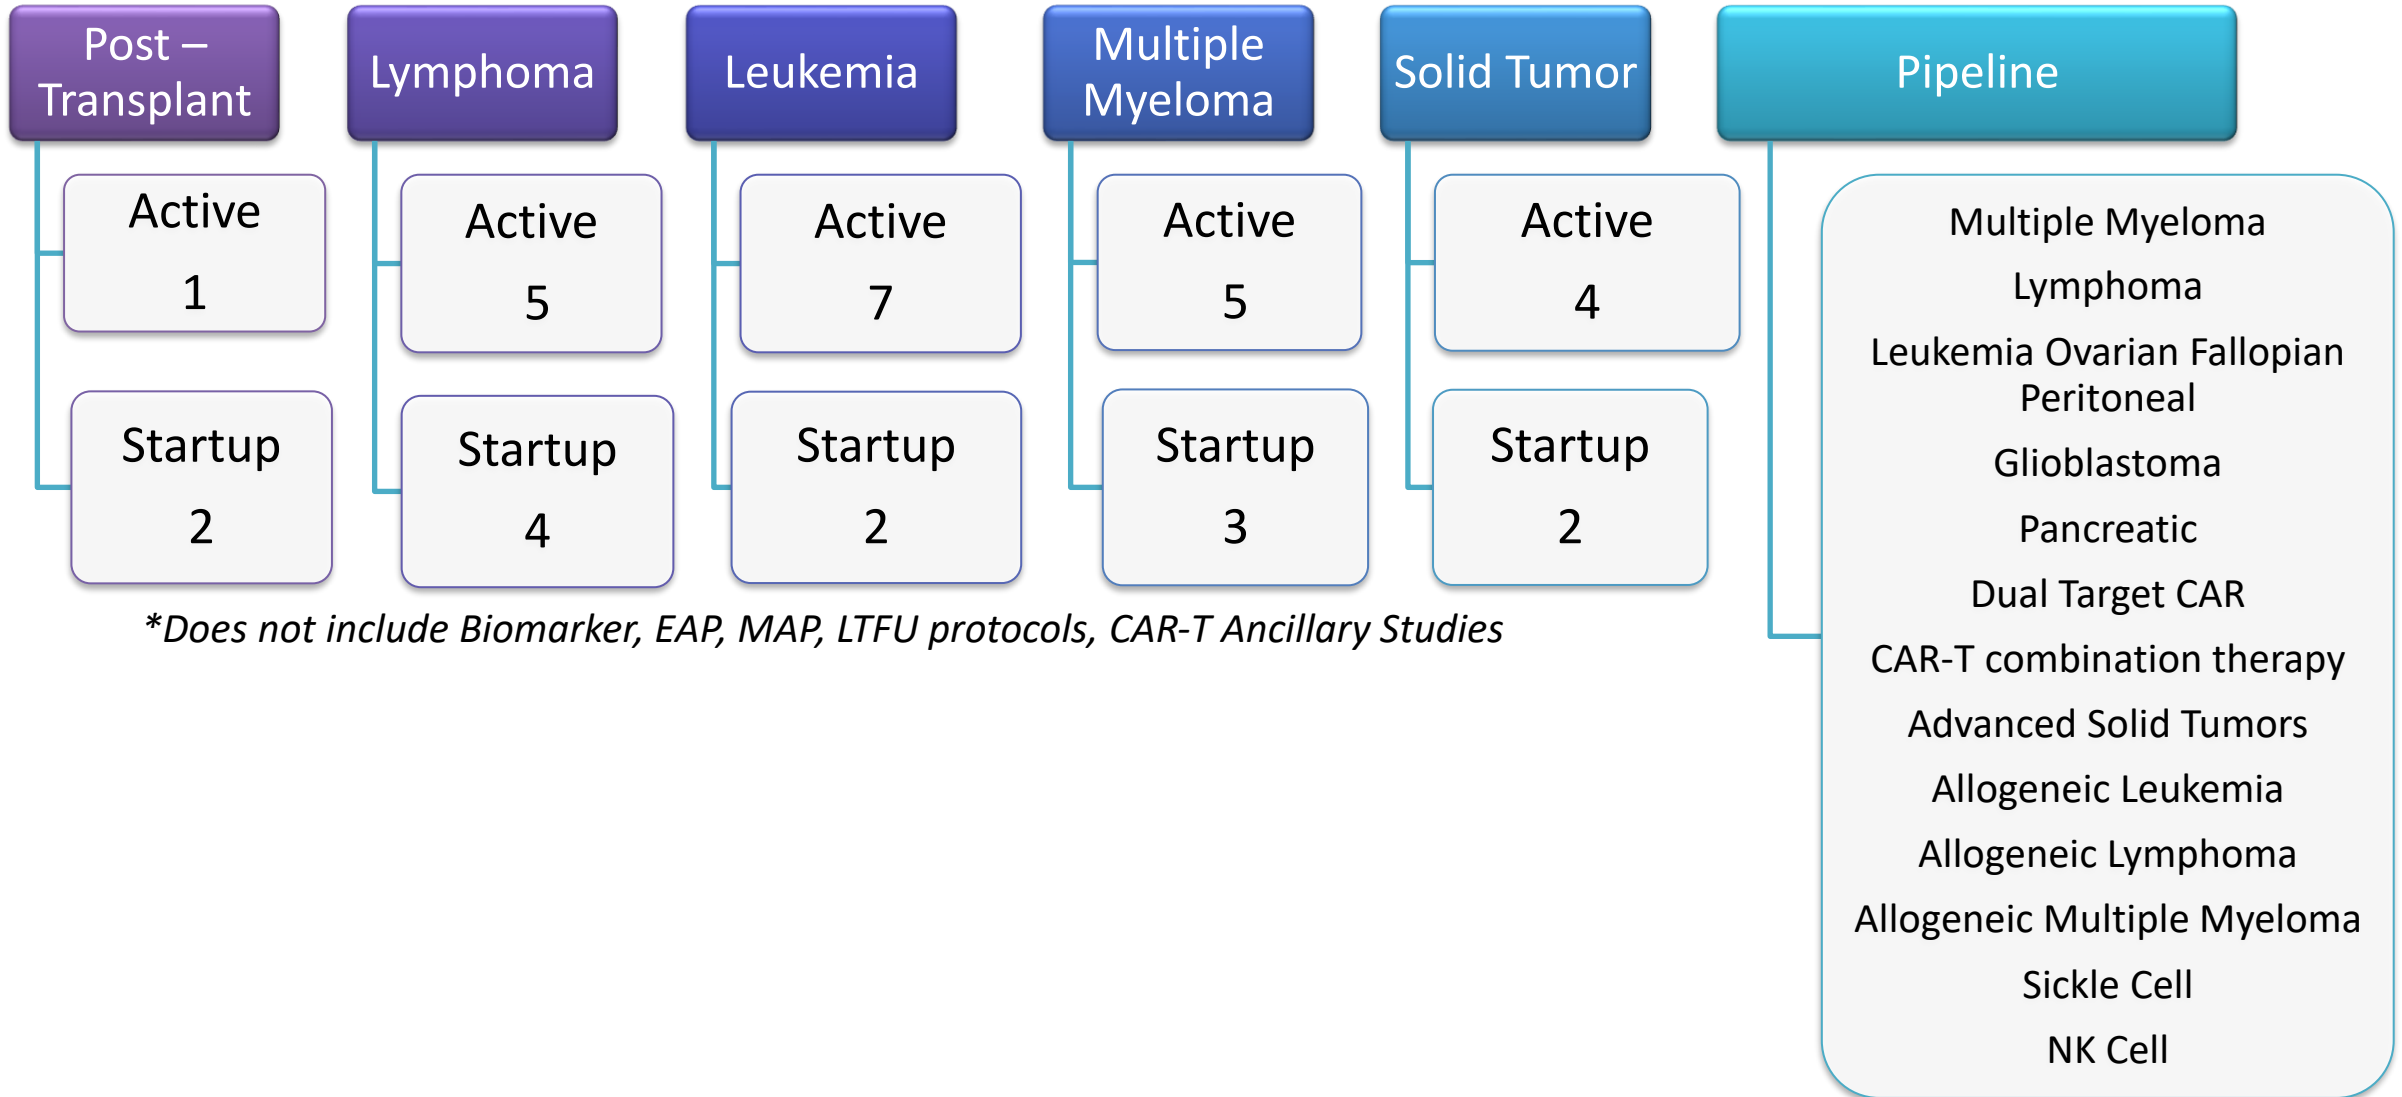 Post –
Transplant
Active
1
Startup
2
Lymphoma
Active
5
Startup
4
Leukemia
Active
7
Startup
2
Multiple
Myeloma
Active
5
Startup
3
Solid Tumor
Active
4
Startup
2
Pipeline
Multiple Myeloma
Lymphoma
Leukemia Ovarian Fallopian
Peritoneal
Glioblastoma
Pancreatic
Dual Target CAR
CAR-T combination therapy
Advanced Solid Tumors
Allogeneic Leukemia
Allogeneic Lymphoma
Allogeneic Multiple Myeloma
Sickle Cell
NK Cell
*Does not include Biomarker, EAP, MAP, LTFU protocols, CAR-T Ancillary Studies